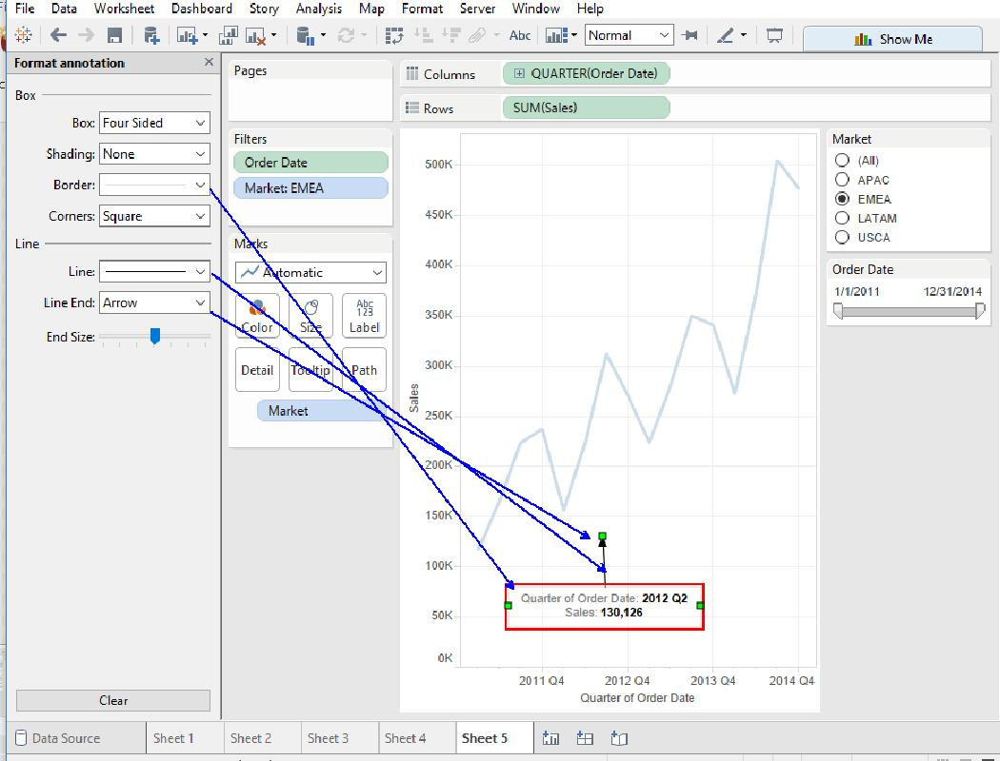 File Data Worksheet Dashboard Story Analysis Map Format Server Window Help
Abc Normal Show Me
Format annotation
Box
Box: Four Sided
Shading: None
Border:
Corners: Square
Line
Line:
Line End: Arrow
End Size:
Clear
Pages
Filters
Order Date
Market: EMEA
Marks
Automatic
Color Size Abc 123 Label
Detail Tooltip Path
Market
Columns QUARTER(Order Date)
Rows SUM(Sales)
500K
450K
400K
350K
300K
250K
200K
150K
100K
50K
0K
Sales
Quarter of Order Date: 2012 Q2
Sales: 130,126
2011 Q4 2012 Q4 2013 Q4 2014 Q4
Quarter of Order Date
Market
(All)
APAC
EMEA
LATAM
USCA
Order Date
1/1/2011 12/31/2014
Data Source Sheet 1 Sheet 2 Sheet 3 Sheet 4 Sheet 5